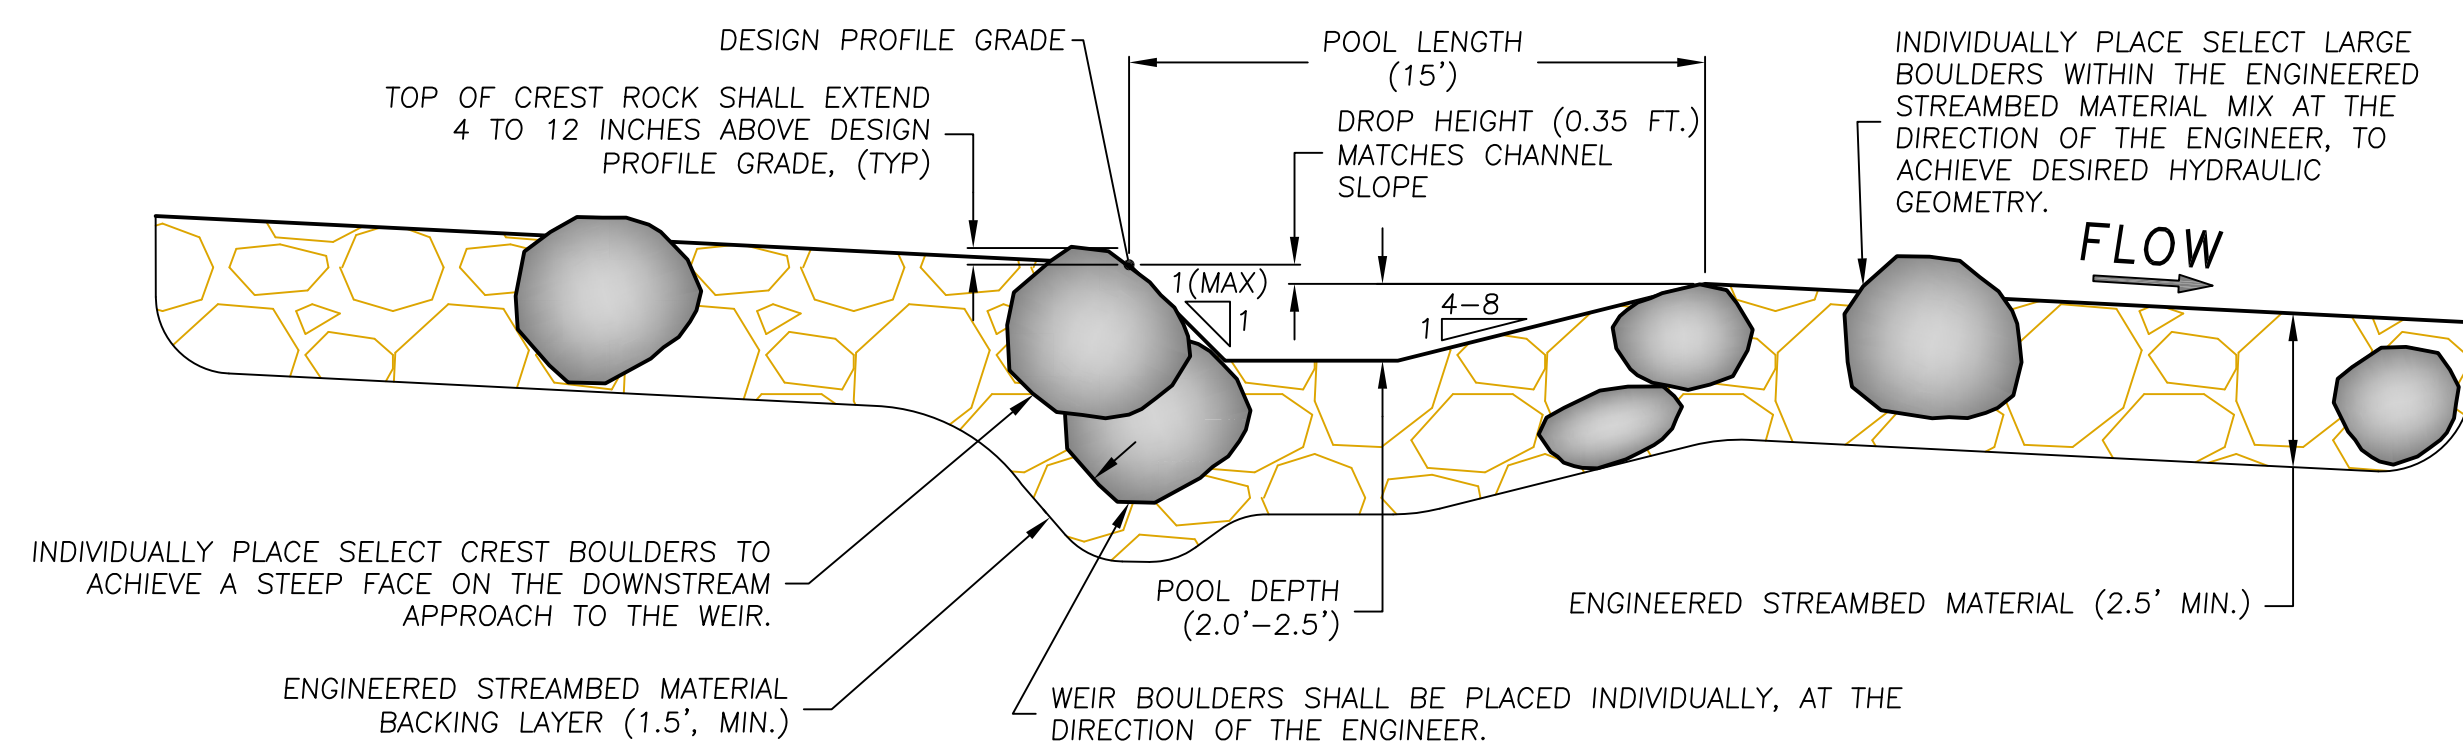 DESIGN PROFILE GRADE
TOP OF CREST ROCK SHALL EXTEND
4 TO 12 INCHES ABOVE DESIGN
PROFILE GRADE, (TYP)
POOL LENGTH
(15')
DROP HEIGHT (0.35 FT.)
MATCHES CHANNEL
SLOPE
INDIVIDUALLY PLACE SELECT LARGE
BOULDERS WITHIN THE ENGINEERED
STREAMBED MATERIAL MIX AT THE
DIRECTION OF THE ENGINEER, TO
ACHIEVE DESIRED HYDRAULIC
GEOMETRY.
FLOW
1(MAX)
1
4-8
1
INDIVIDUALLY PLACE SELECT CREST BOULDERS TO
ACHIEVE A STEEP FACE ON THE DOWNSTREAM
APPROACH TO THE WEIR.
POOL DEPTH
(2.0'-2.5')
ENGINEERED STREAMBED MATERIAL (2.5' MIN.)
ENGINEERED STREAMBED MATERIAL
BACKING LAYER (1.5', MIN.)
WEIR BOULDERS SHALL BE PLACED INDIVIDUALLY, AT THE
DIRECTION OF THE ENGINEER.